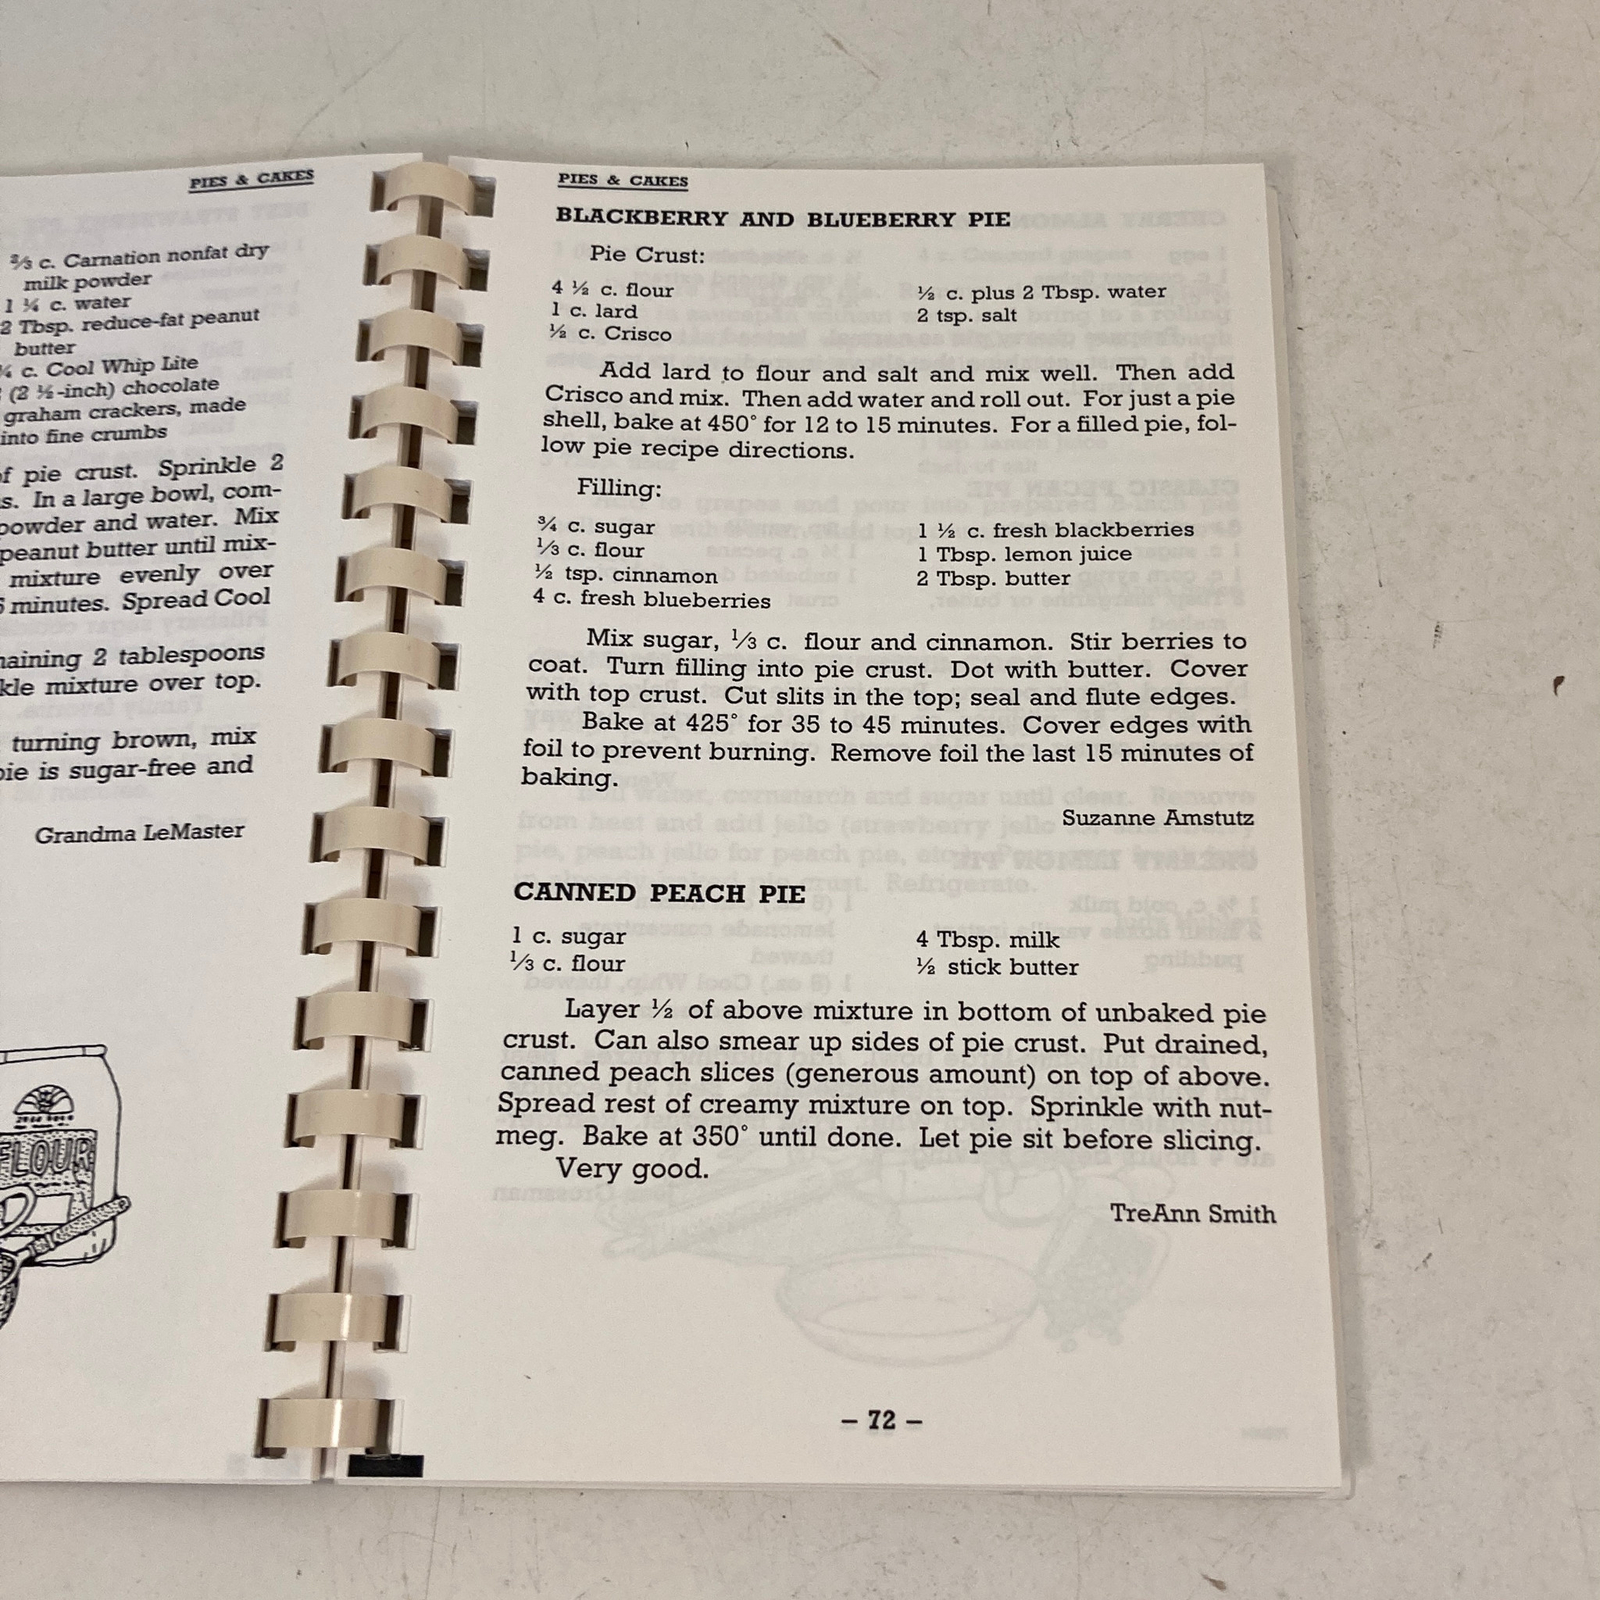 PIES & CAKES
⅔ c. Carnation nonfat dry
milk powder
1 ¼ c. water
2 Tbsp. reduce-fat peanut
butter
c. Cool Whip Lite
(2 ½-inch) chocolate
graham crackers, made
into fine crumbs
of pie crust. Sprinkle 2
In a large bowl, com-
powder and water. Mix
peanut butter until mix-
mixture evenly over
minutes. Spread Cool
2 tablespoons
mixture over top.
turning brown, mix
pie is sugar-free and
Grandma LeMaster
FLOUR
PIES & CAKES
BLACKBERRY AND BLUEBERRY PIE
Pie Crust:
4 ½ c. flour
1 c. lard
½ c. Crisco
½ c. plus 2 Tbsp. water
2 tsp. salt
Add lard to flour and salt and mix well. Then add
Crisco and mix. Then add water and roll out. For just a pie
shell, bake at 450° for 12 to 15 minutes. For a filled pie, fol-
low pie recipe directions.
Filling:
¾ c. sugar
⅓ c. flour
½ tsp. cinnamon
4 c. fresh blueberries
1 ½ c. fresh blackberries
1 Tbsp. lemon juice
2 Tbsp. butter
Mix sugar, ⅓ c. flour and cinnamon. Stir berries to
coat. Turn filling into pie crust. Dot with butter. Cover
with top crust. Cut slits in the top; seal and flute edges.
Bake at 425° for 35 to 45 minutes. Cover edges with
foil to prevent burning. Remove foil the last 15 minutes of
baking.
Suzanne Amstutz
CANNED PEACH PIE
1 c. sugar
⅓ c. flour
4 Tbsp. milk
½ stick butter
Layer ½ of above mixture in bottom of unbaked pie
crust. Can also smear up sides of pie crust. Put drained,
canned peach slices (generous amount) on top of above.
Spread rest of creamy mixture on top. Sprinkle with nut-
meg. Bake at 350° until done. Let pie sit before slicing.
Very good.
TreAnn Smith
– 72 –